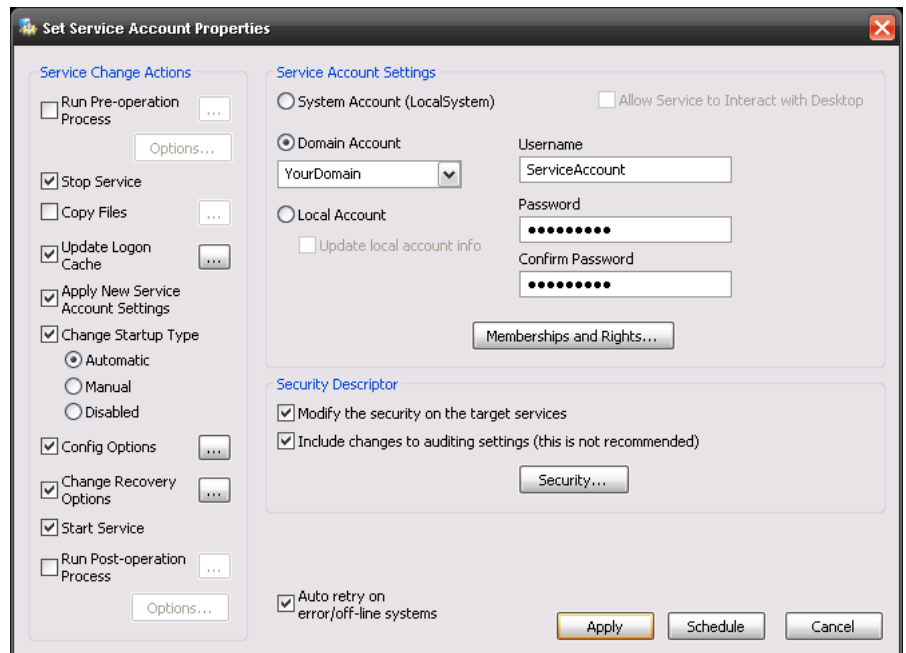 Set Service Account Properties
Service Change Actions
Run Pre-operation
Process
...
Options...
Stop Service
Copy Files
...
Update Logon
Cache
...
Apply New Service
Account Settings
Change Startup Type
Automatic
Manual
Disabled
Config Options
...
Change Recovery
Options
...
Start Service
Run Post-operation
Process
...
Options...
Service Account Settings
System Account (LocalSystem)
Allow Service to Interact with Desktop
Domain Account
YourDomain
Local Account
Update local account info
Username
ServiceAccount
Password
●●●●●●●●●
Confirm Password
●●●●●●●●●
Memberships and Rights...
Security Descriptor
Modify the security on the target services
Include changes to auditing settings (this is not recommended)
Security...
Auto retry on
error/off-line systems
Apply
Schedule
Cancel